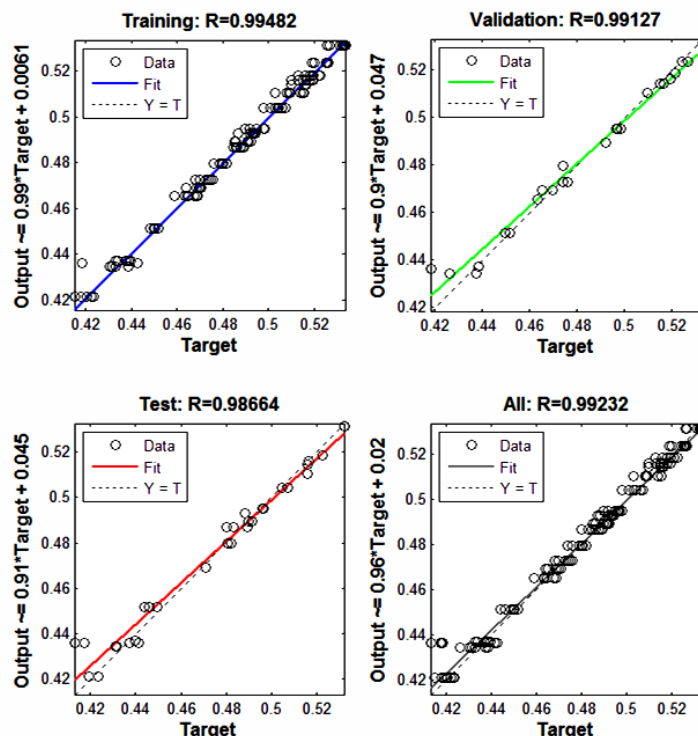 Training: R=0.99482
Output ~= 0.99*Target + 0.0061
Data
Fit
Y = T
0.52
0.5
0.48
0.46
0.44
0.42
0.42 0.44 0.46 0.48 0.5 0.52
Target
Validation: R=0.99127
Output ~= 0.9*Target + 0.047
Data
Fit
Y = T
0.52
0.5
0.48
0.46
0.44
0.42
0.42 0.44 0.46 0.48 0.5 0.52
Target
Test: R=0.98664
Output ~= 0.91*Target + 0.045
Data
Fit
Y = T
0.52
0.5
0.48
0.46
0.44
0.42
0.42 0.44 0.46 0.48 0.5 0.52
Target
All: R=0.99232
Output ~= 0.96*Target + 0.02
Data
Fit
Y = T
0.52
0.5
0.48
0.46
0.44
0.42
0.42 0.44 0.46 0.48 0.5 0.52
Target